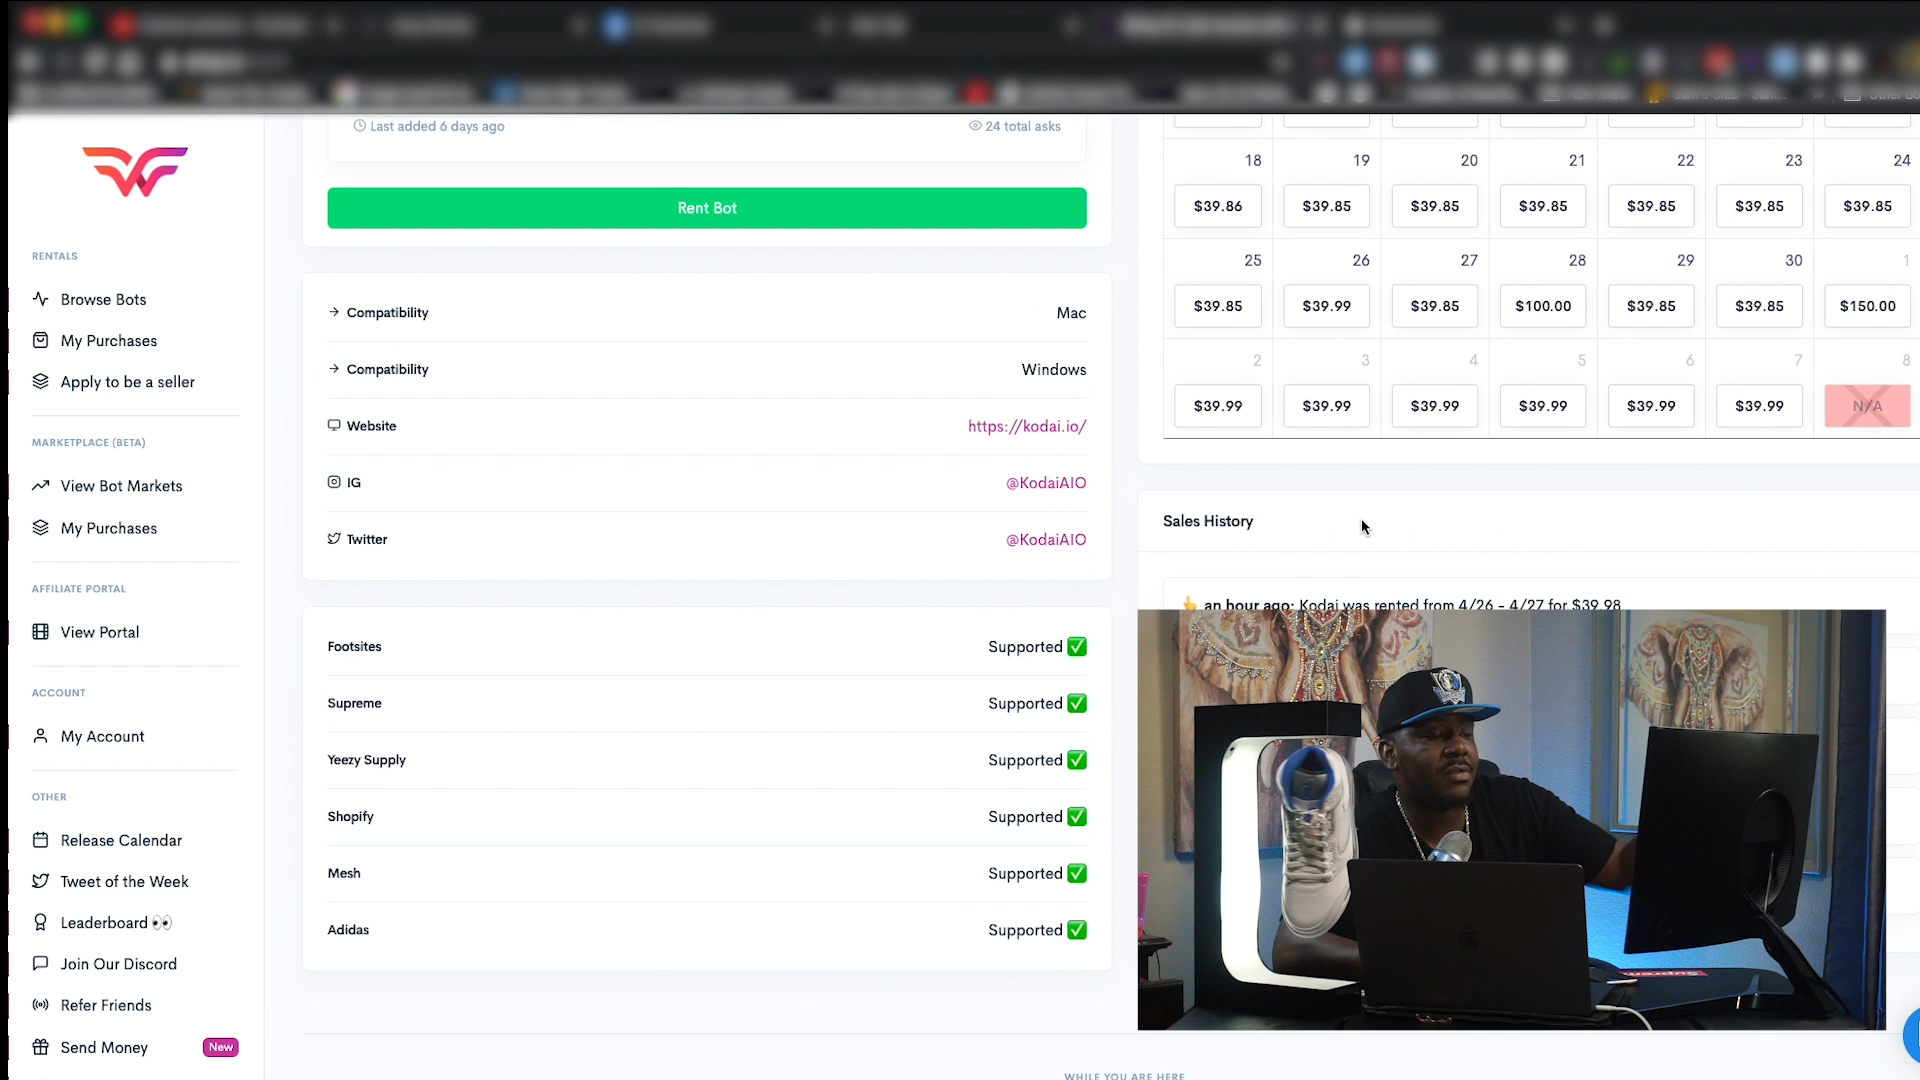 RENTALS
Browse Bots
My Purchases
Apply to be a seller
MARKETPLACE (BETA)
View Bot Markets
My Purchases
AFFILIATE PORTAL
View Portal
ACCOUNT
My Account
OTHER
Release Calendar
Tweet of the Week
Leaderboard 👀
Join Our Discord
Refer Friends
Send Money New
Last added 6 days ago 24 total asks
Rent Bot
Compatibility Mac
Compatibility Windows
Website https://kodai.io/
IG @KodaiAIO
Twitter @KodaiAIO
Footsites Supported ✅
Supreme Supported ✅
Yeezy Supply Supported ✅
Shopify Supported ✅
Mesh Supported ✅
Adidas Supported ✅
18 19 20 21 22 23 24
$39.86 $39.85 $39.85 $39.85 $39.85 $39.85 $39.85
25 26 27 28 29 30 1
$39.85 $39.99 $39.85 $100.00 $39.85 $39.85 $150.00
2 3 4 5 6 7 8
$39.99 $39.99 $39.99 $39.99 $39.99 $39.99 N/A
Sales History
👆 an hour ago: Kodai was rented from 4/26 - 4/27 for $39.98
WHILE YOU ARE HERE